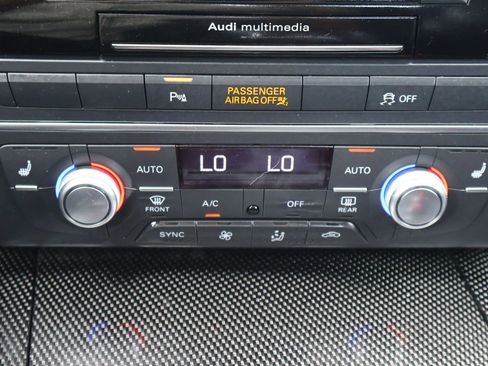 Audi multimedia
P
PASSENGER
AIRBAG OFF
OFF
AUTO
LO LO
AUTO
FRONT
A/C
OFF
REAR
SYNC